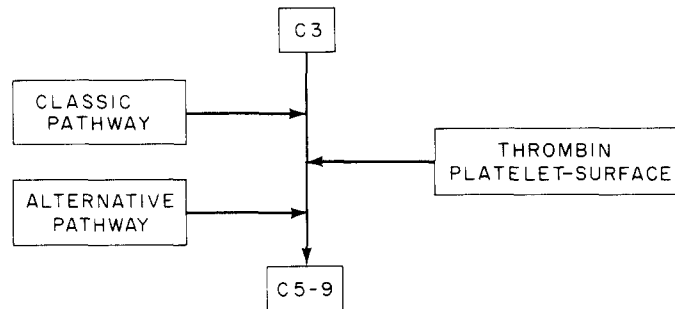 C3
CLASSIC
PATHWAY
THROMBIN
PLATELET-SURFACE
ALTERNATIVE
PATHWAY
C5-9